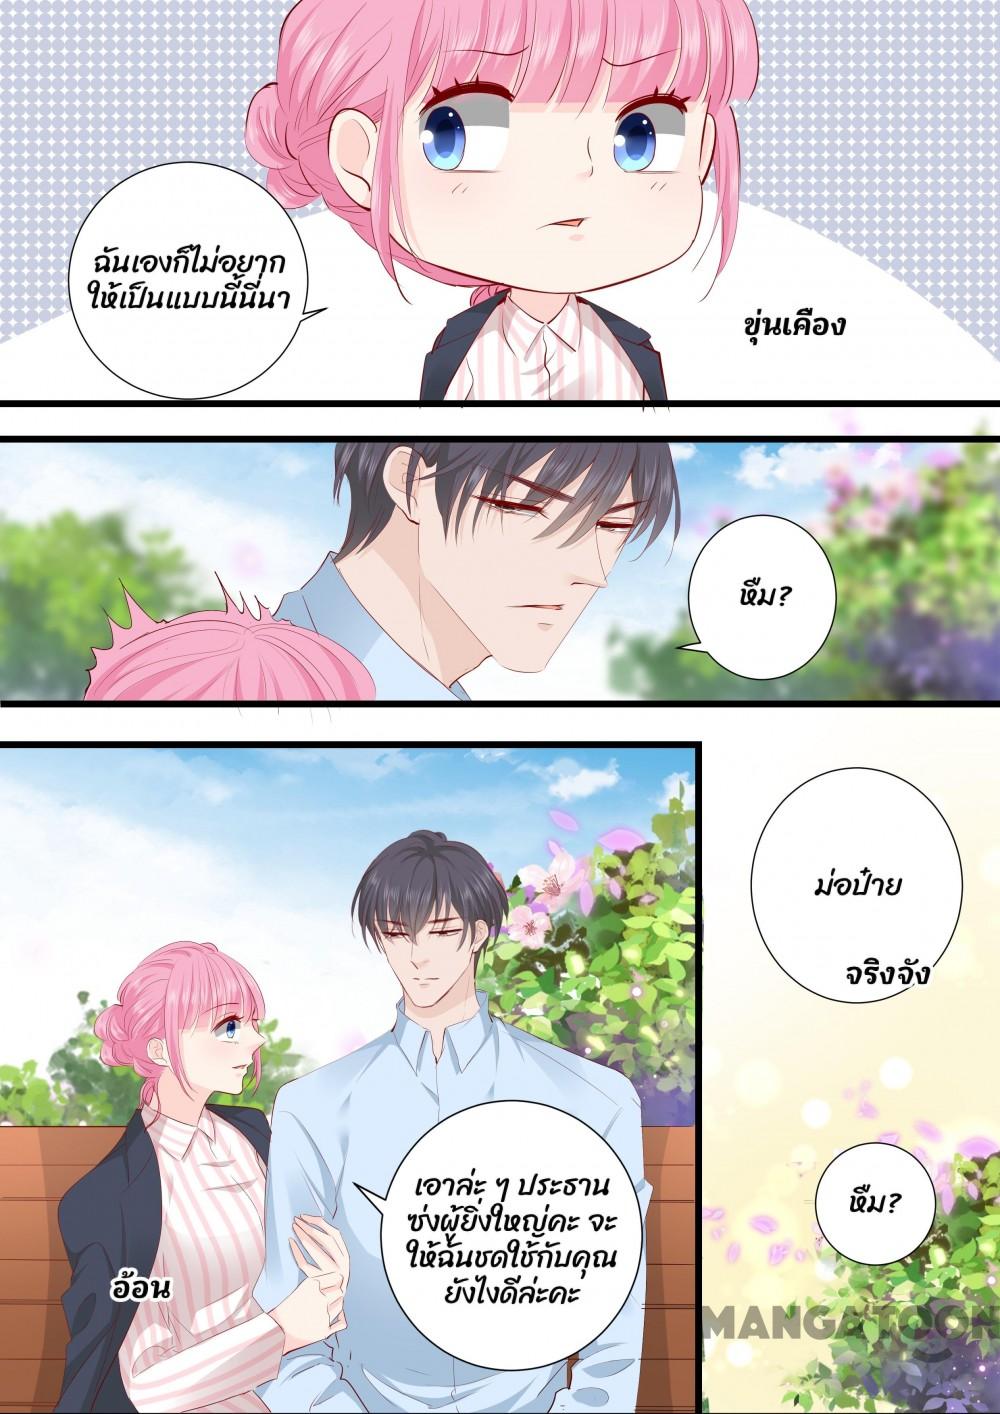 ฉันเองก็ไม่อยาก
ให้เป็นแบบนี้นี่นา
ขุ่นเคือง
หืม?
ม่อป๋าย
จริงจัง
เอาล่ะ ๆ ประธาน
ซ่งผู้ยิ่งใหญ่คะ จะ
ให้ฉันชดใช้กับคุณ
ยังไงดีล่ะคะ
อ้อน
หืม?
MANGATOON